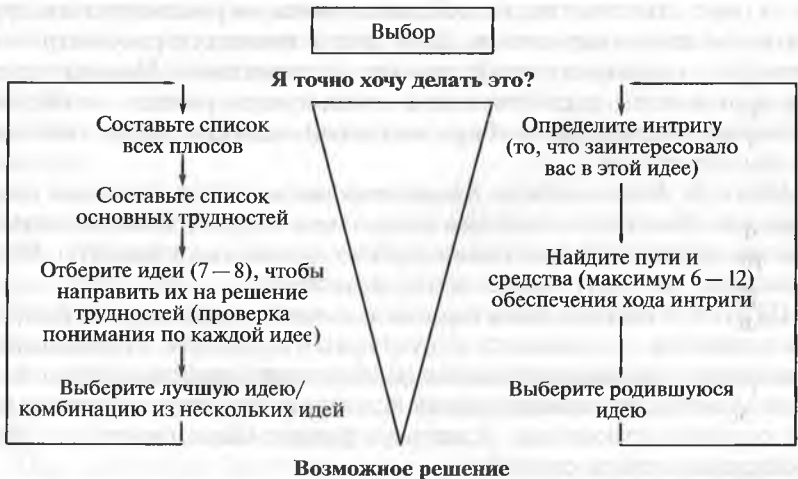 Выбор
Я точно хочу делать это?
Составьте список
всех плюсов
Составьте список
основных трудностей
Отберите идеи (7 — 8), чтобы
направить их на решение
трудностей (проверка
понимания по каждой идее)
Выберите лучшую идею/
комбинацию из нескольких идей
Определите интригу
(то, что заинтересовало
вас в этой идее)
Найдите пути и
средства (максимум 6 — 12)
обеспечения хода интриги
Выберите родившуюся
идею
Возможное решение